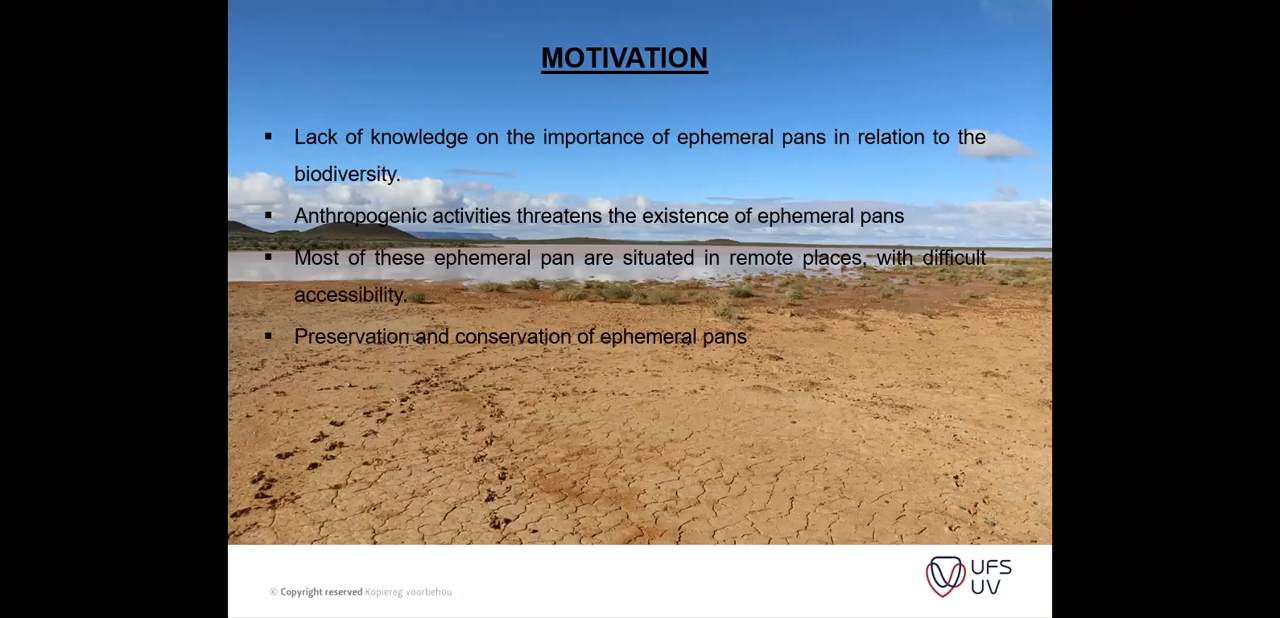 MOTIVATION
▪ Lack of knowledge on the importance of ephemeral pans in relation to the
biodiversity.
▪ Anthropogenic activities threatens the existence of ephemeral pans
▪ Most of these ephemeral pan are situated in remote places, with difficult
accessibility.
▪ Preservation and conservation of ephemeral pans
© Copyright reserved Kopiereg voorbehou
UFS
UV